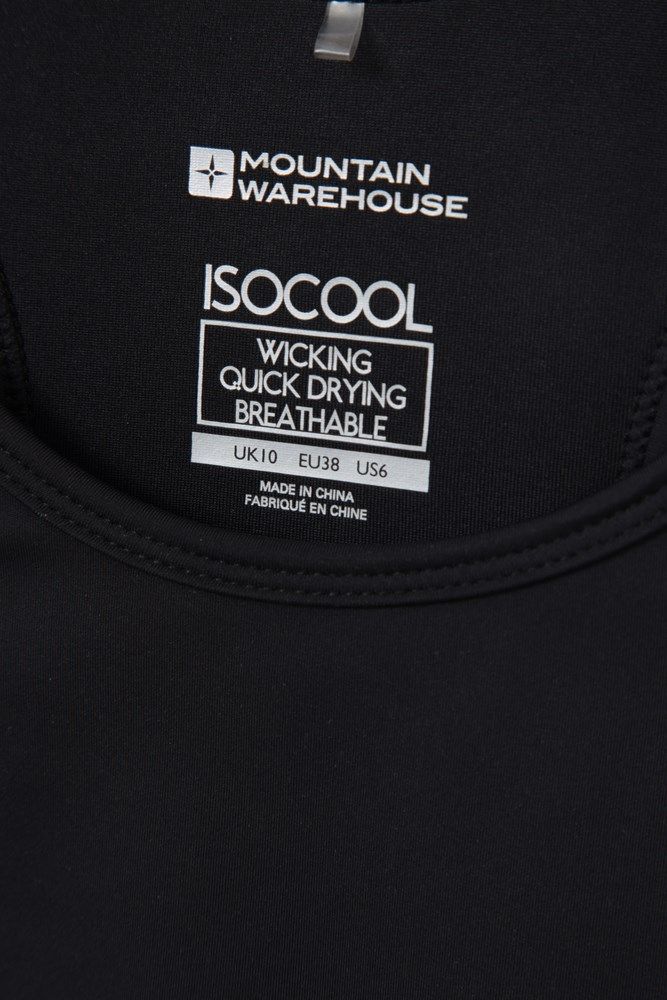 MOUNTAIN
WAREHOUSE
ISOCOOL
WICKING
QUICK DRYING
BREATHABLE
UK10 EU38 US6
MADE IN CHINA
FABRIQUÉ EN CHINE